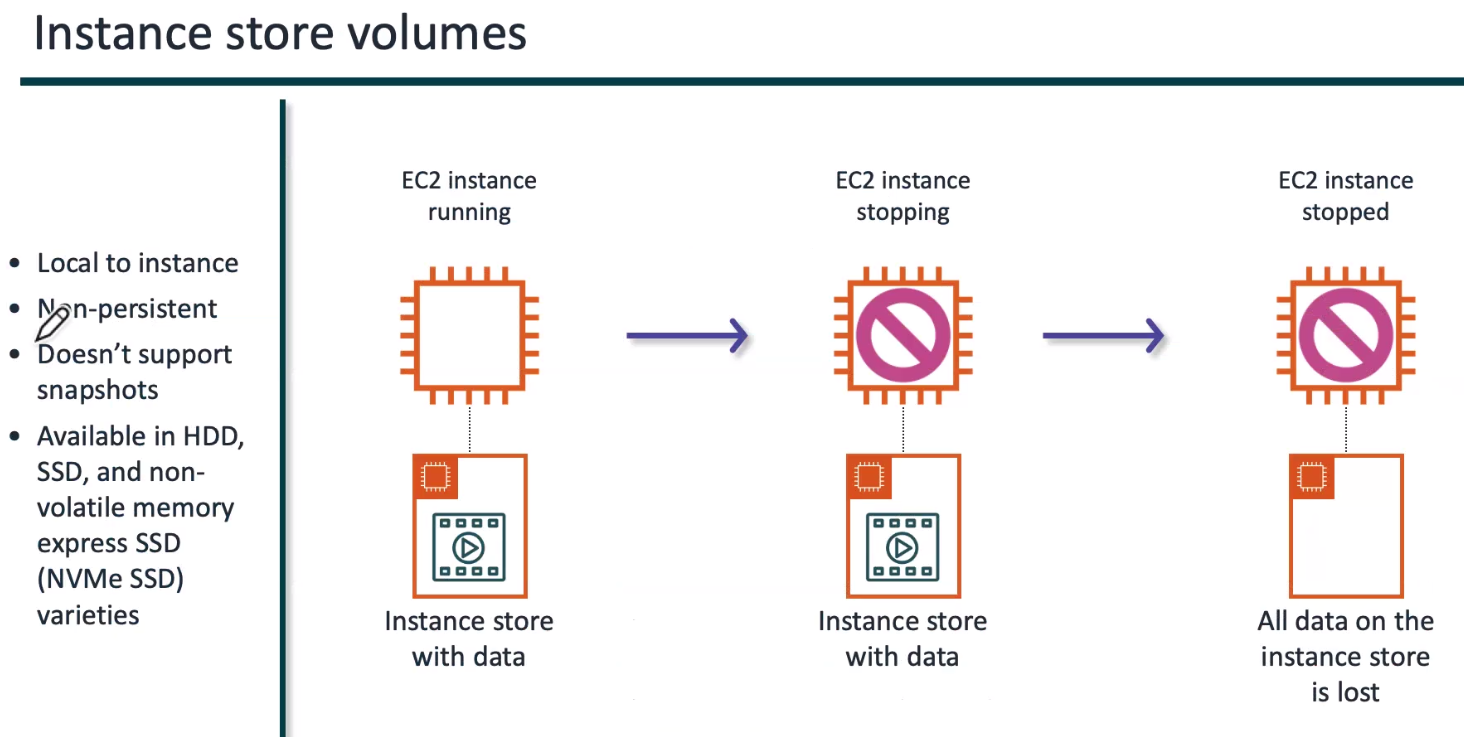 Instance store volumes
• Local to instance
• Non-persistent
• Doesn’t support
snapshots
• Available in HDD,
SSD, and non-
volatile memory
express SSD
(NVMe SSD)
varieties
EC2 instance
running
Instance store
with data
EC2 instance
stopping
Instance store
with data
EC2 instance
stopped
All data on the
instance store
is lost